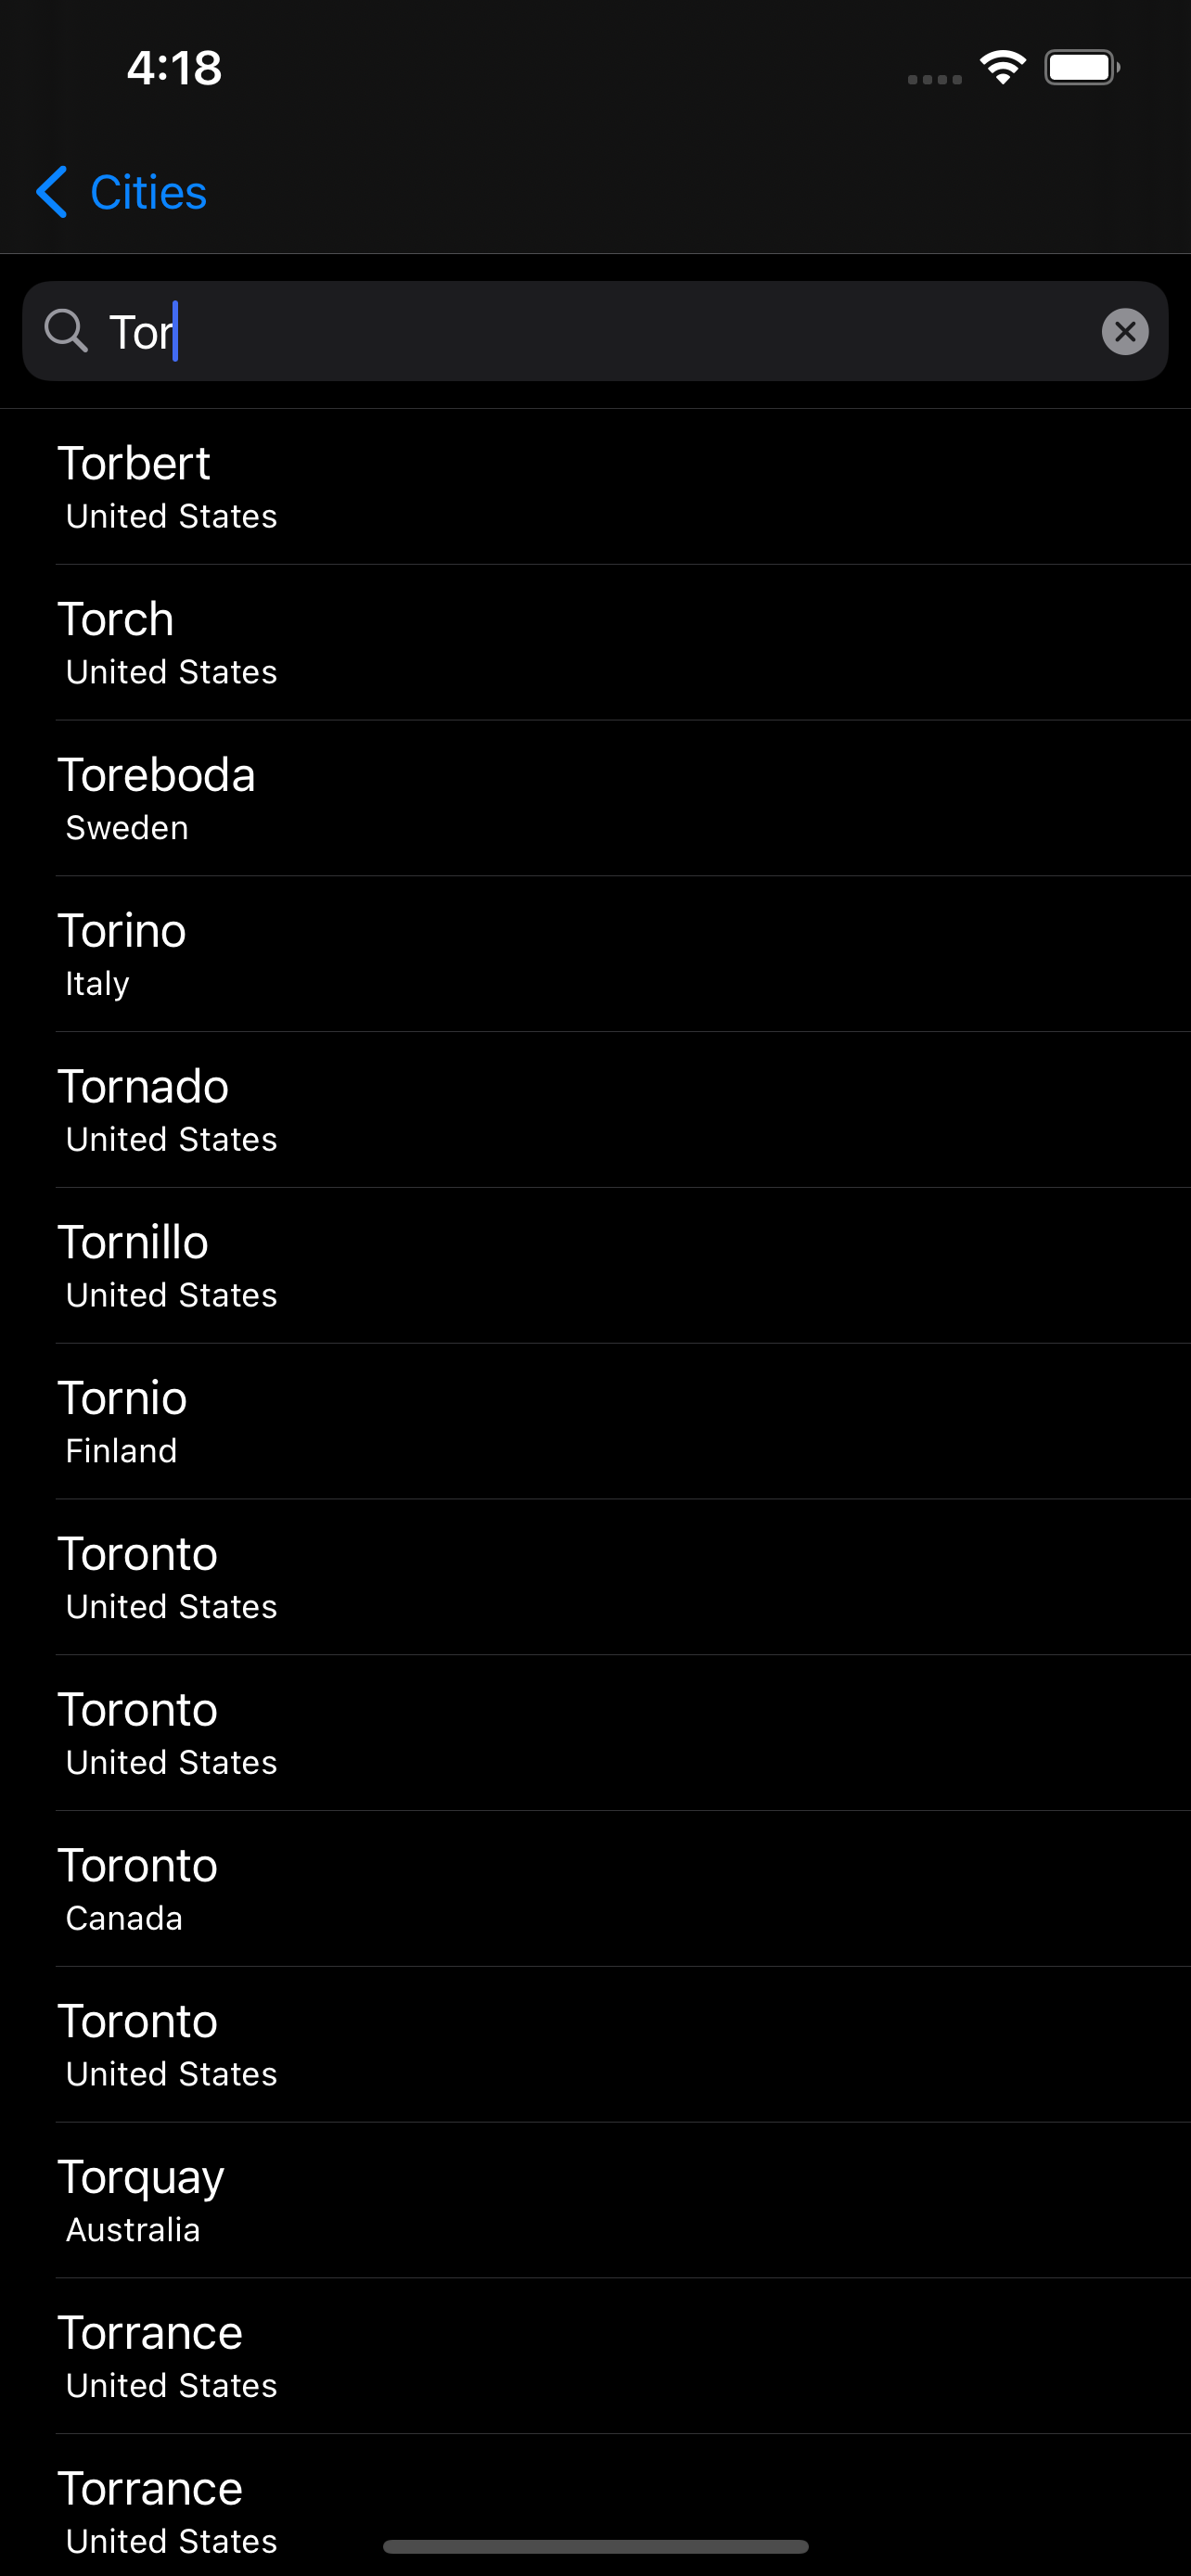 4:18
Cities
Tor
Torbert
United States
Torch
United States
Toreboda
Sweden
Torino
Italy
Tornado
United States
Tornillo
United States
Tornio
Finland
Toronto
United States
Toronto
United States
Toronto
Canada
Toronto
United States
Torquay
Australia
Torrance
United States
Torrance
United States